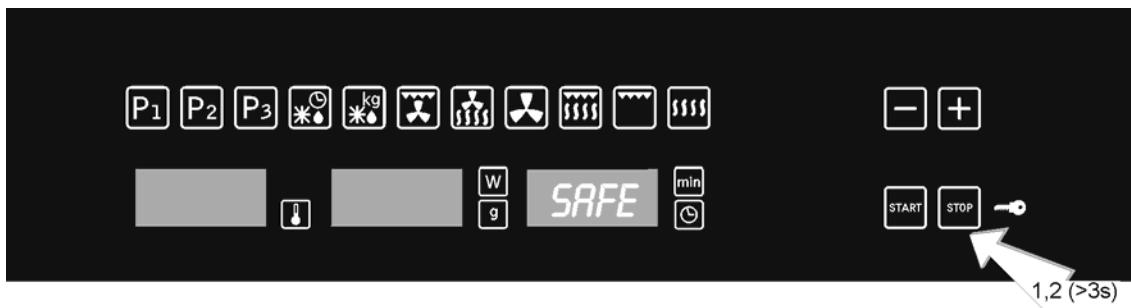 P1 P2 P3 kg
W
g
SAFE
min
START STOP
1,2 (>3s)